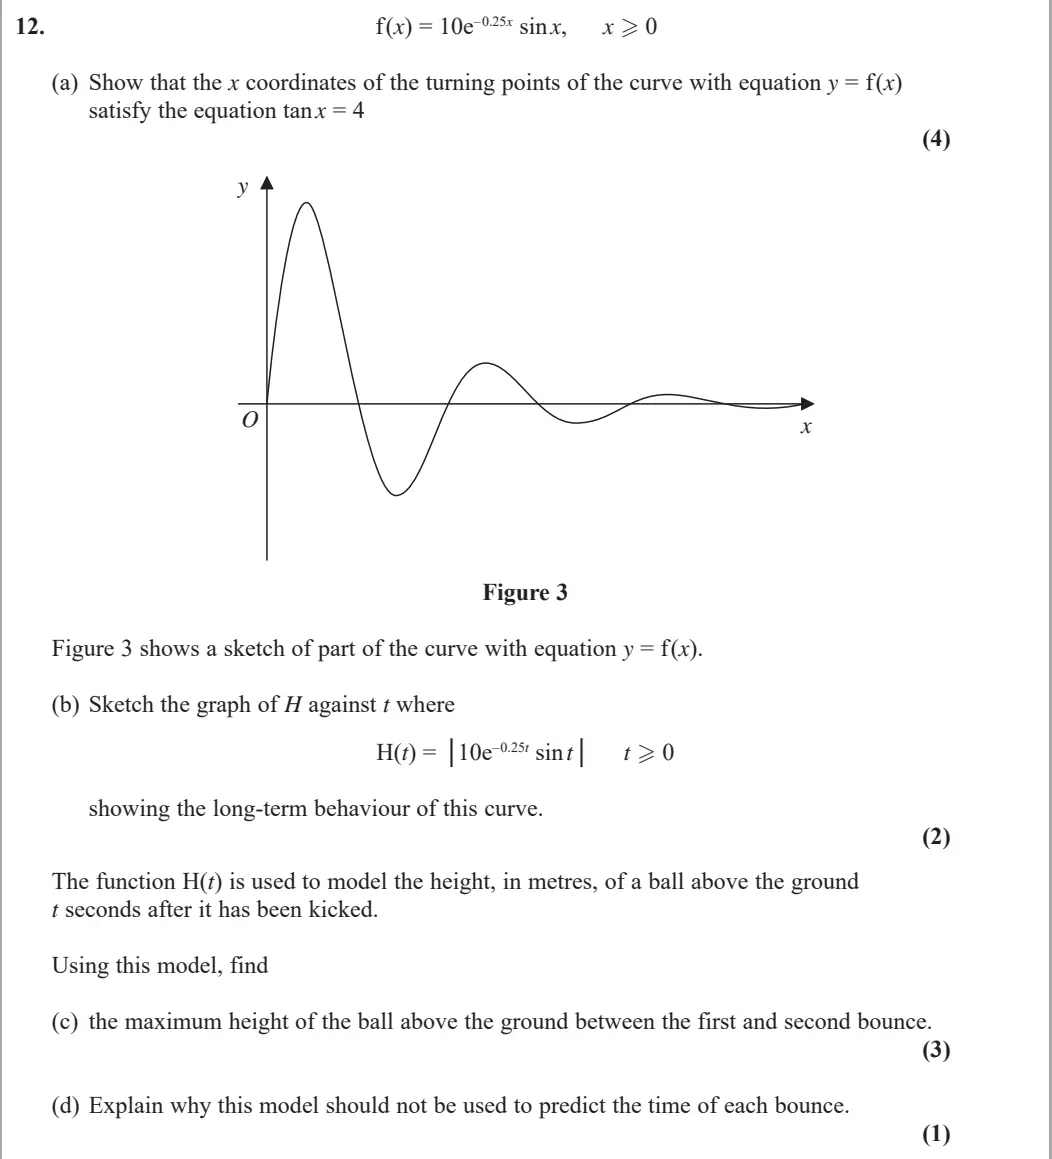 12. f(x) = 10e⁻⁰·²⁵ˣ sin x, x ⩾ 0
(a) Show that the x coordinates of the turning points of the curve with equation y = f(x)
satisfy the equation tan x = 4
(4)
y
O
x
Figure 3
Figure 3 shows a sketch of part of the curve with equation y = f(x).
(b) Sketch the graph of H against t where
H(t) = |10e⁻⁰·²⁵ᵗ sin t| t ⩾ 0
showing the long-term behaviour of this curve.
(2)
The function H(t) is used to model the height, in metres, of a ball above the ground
t seconds after it has been kicked.
Using this model, find
(c) the maximum height of the ball above the ground between the first and second bounce.
(3)
(d) Explain why this model should not be used to predict the time of each bounce.
(1)